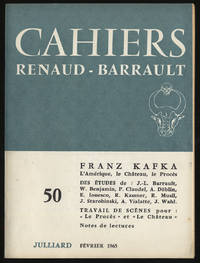 CAHIERS
RENAUD - BARRAULT
50
FRANZ KAFKA
L'Amérique, le Château, le Procès
DES ÉTUDES de : J.-L. Barrault,
W. Benjamin, P. Claudel, A. Döblin,
E. Ionesco, R. Kassner, R. Musil,
J. Starobinski, A. Vialatte, J. Wahl.
TRAVAIL DE SCÈNES pour :
« Le Procès » et « Le Château »
Notes de lectures
JULLIARD
FÉVRIER 1965